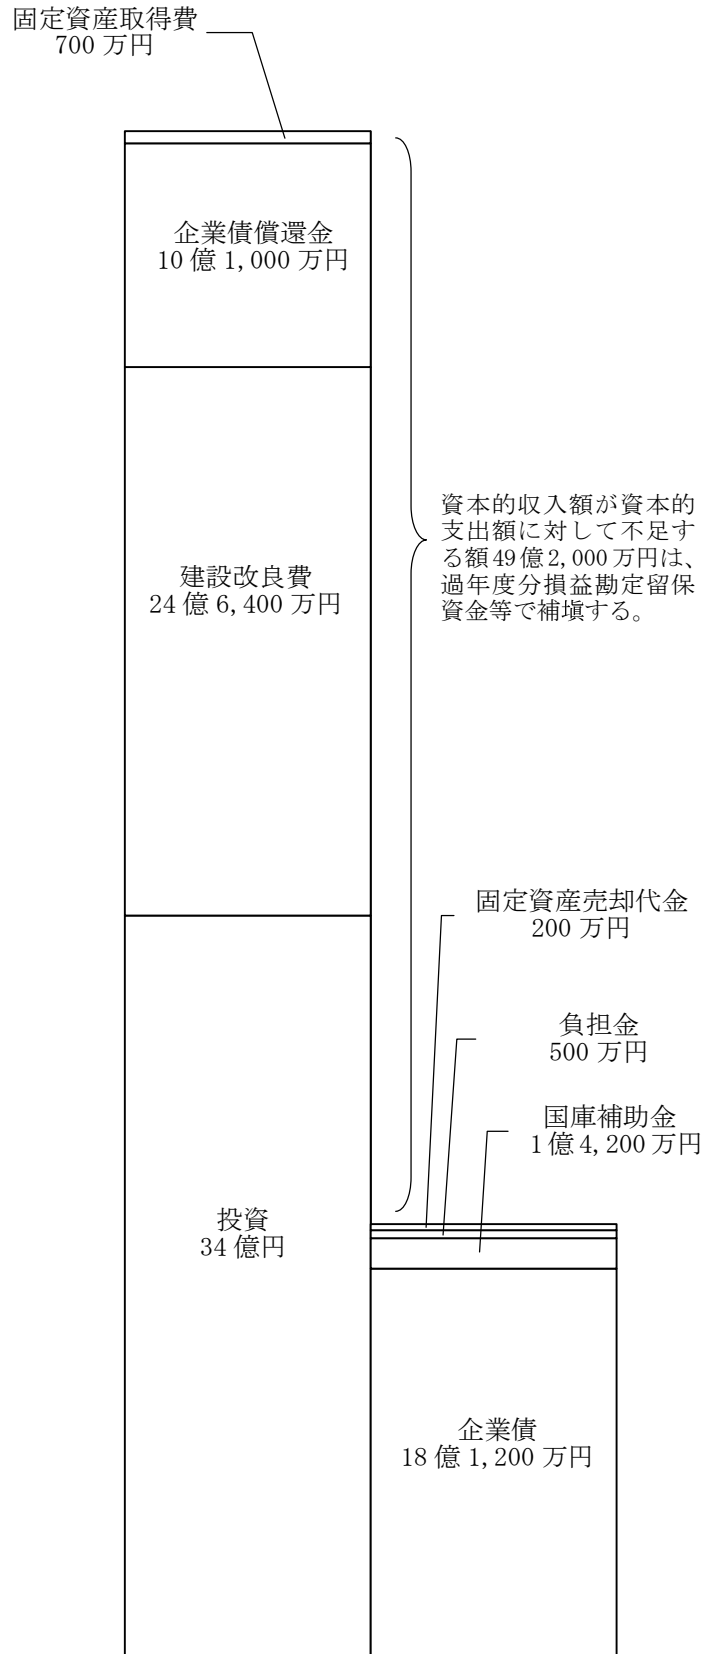 固定資産取得費
700 万円
企業債償還金
10 億 1,000 万円
建設改良費
24 億 6,400 万円
資本的収入額が資本的
支出額に対して不足す
る額49億2,000万円は、
過年度分損益勘定留保
資金等で補塡する。
固定資産売却代金
200 万円
負担金
500 万円
国庫補助金
1億 4,200 万円
投資
34 億円
企業債
18 億 1,200 万円